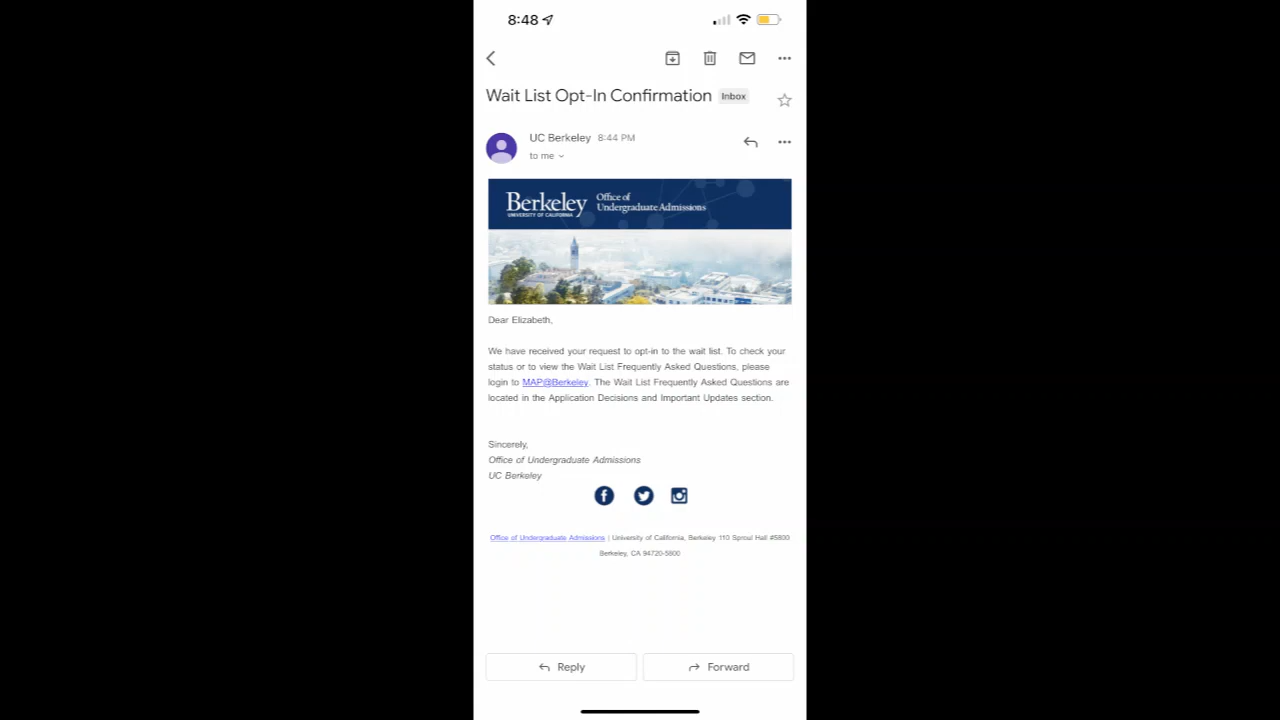 8:48
Wait List Opt-In Confirmation Inbox
UC Berkeley 8:44 PM
to me
Berkeley Office of
UNIVERSITY OF CALIFORNIA Undergraduate Admissions
Dear Elizabeth,
We have received your request to opt-in to the wait list. To check your
status or to view the Wait List Frequently Asked Questions, please
login to MAP@Berkeley. The Wait List Frequently Asked Questions are
located in the Application Decisions and Important Updates section.
Sincerely,
Office of Undergraduate Admissions
UC Berkeley
Office of Undergraduate Admissions | University of California, Berkeley 110 Sproul Hall #5800
Berkeley, CA 94720-5800
Reply Forward